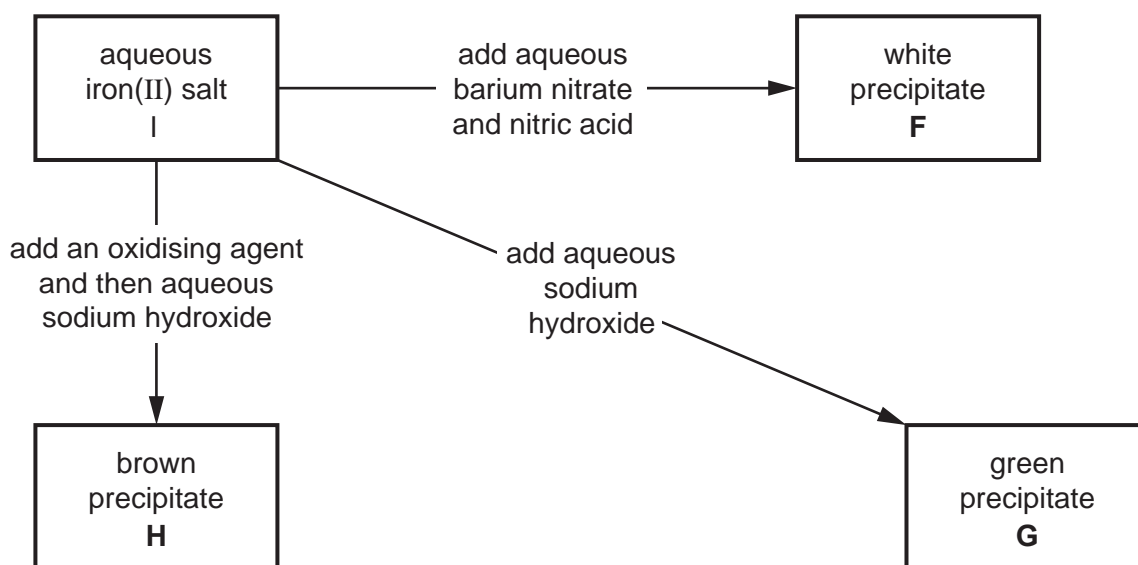 aqueous
iron(II) salt
I
add aqueous
barium nitrate
and nitric acid
white
precipitate
F
add an oxidising agent
and then aqueous
sodium hydroxide
add aqueous
sodium
hydroxide
brown
precipitate
H
green
precipitate
G